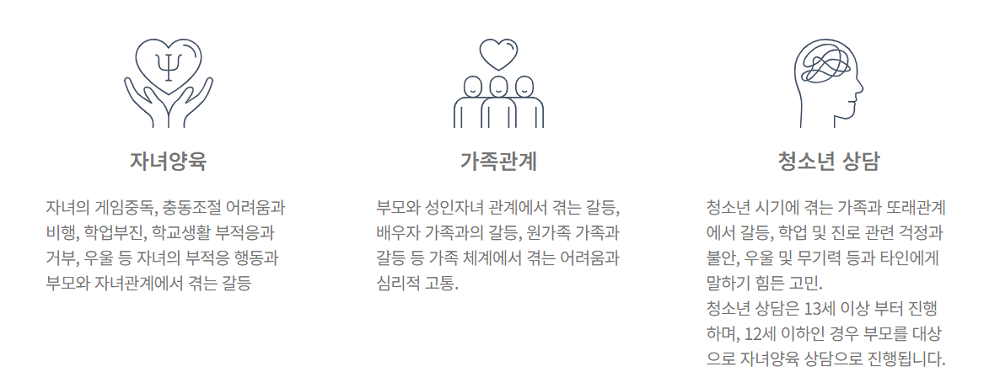 자녀양육
자녀의 게임중독, 충동조절 어려움과
비행, 학업부진, 학교생활 부적응과
거부, 우울 등 자녀의 부적응 행동과
부모와 자녀관계에서 겪는 갈등
가족관계
부모와 성인자녀 관계에서 겪는 갈등,
배우자 가족과의 갈등, 원가족 가족과
갈등 등 가족 체계에서 겪는 어려움과
심리적 고통.
청소년 상담
청소년 시기에 겪는 가족과 또래관계
에서 갈등, 학업 및 진로 관련 걱정과
불안, 우울 및 무기력 등과 타인에게
말하기 힘든 고민.
청소년 상담은 13세 이상 부터 진행
하며, 12세 이하인 경우 부모를 대상
으로 자녀양육 상담으로 진행됩니다.